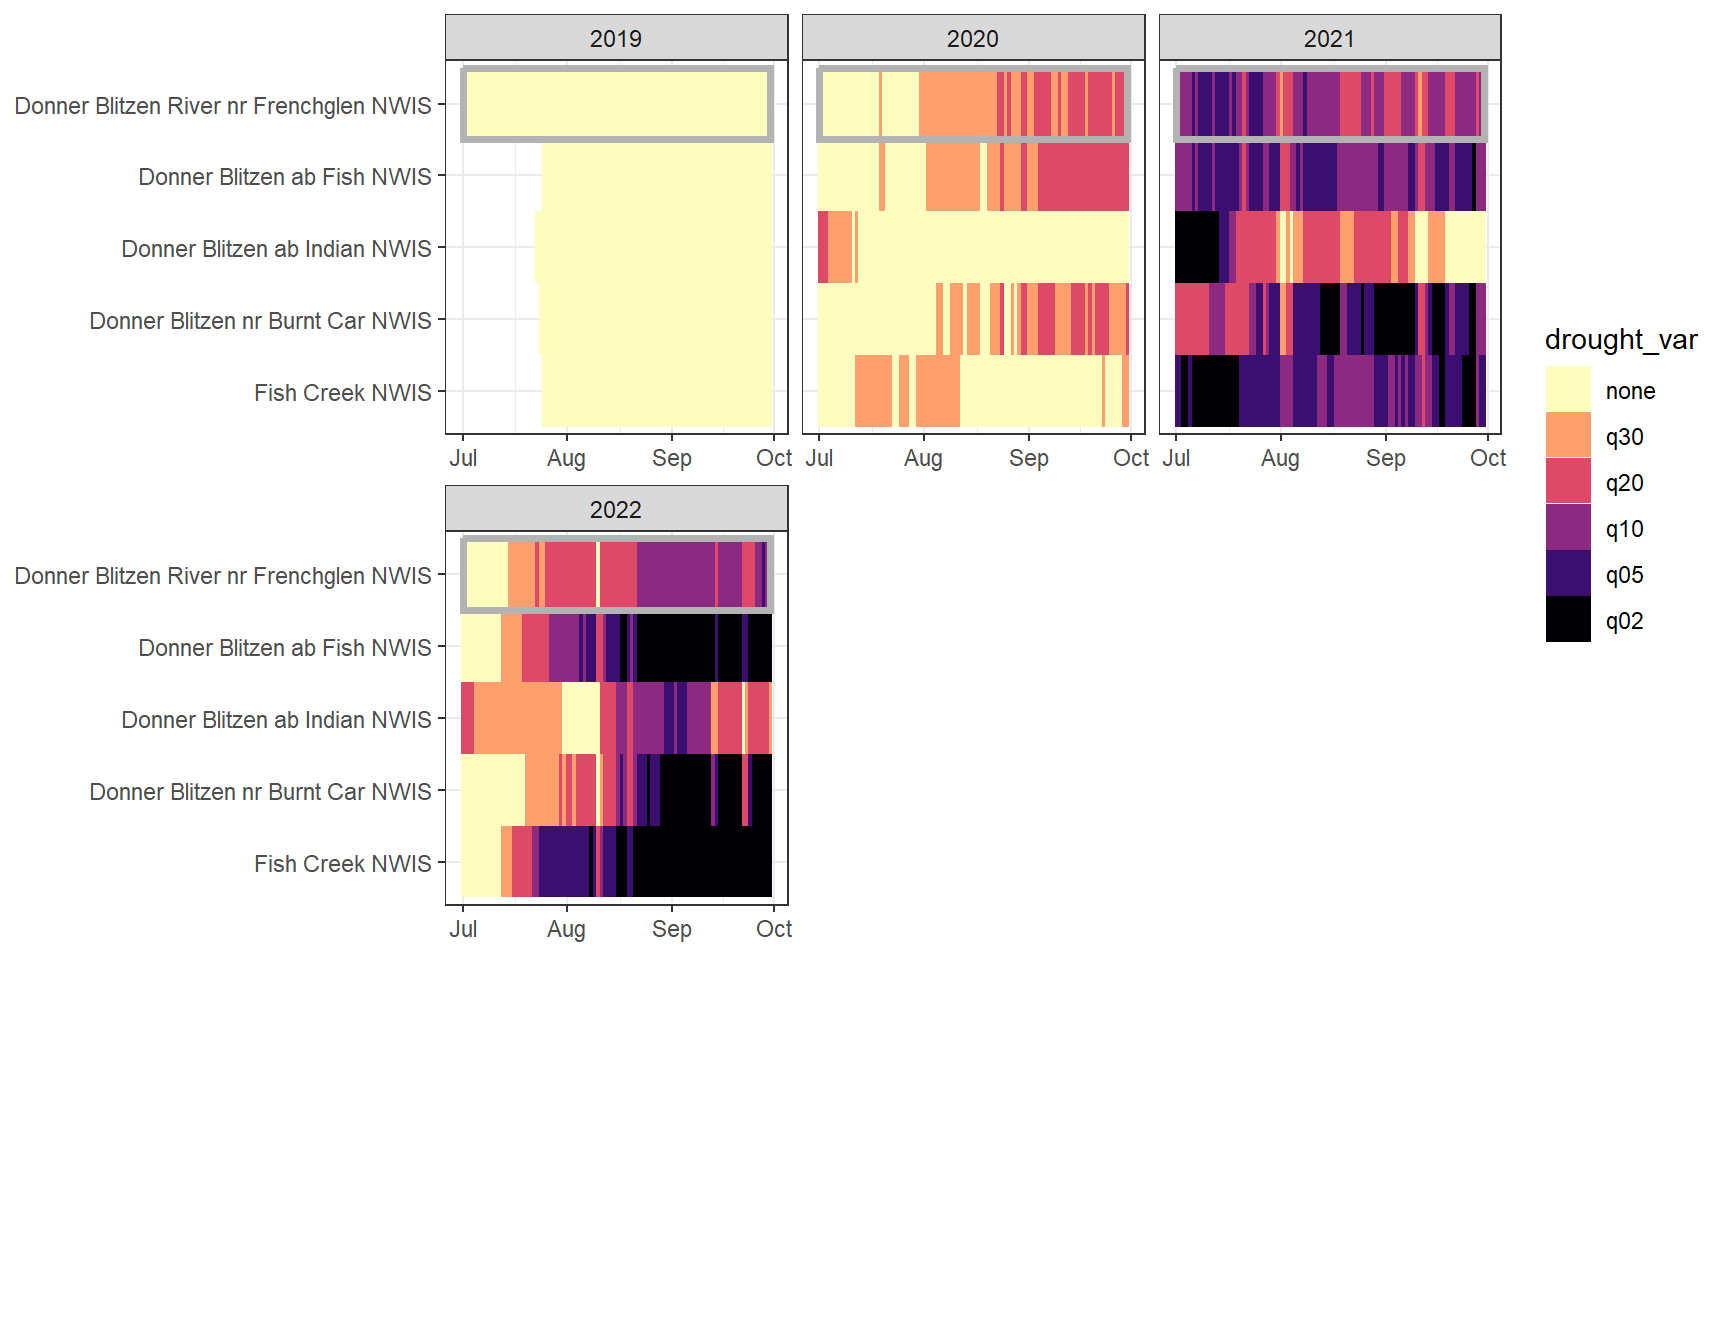 2019
2020
2021
Donner Blitzen River nr Frenchglen NWIS
Donner Blitzen ab Fish NWIS
Donner Blitzen ab Indian NWIS
Donner Blitzen nr Burnt Car NWIS
Fish Creek NWIS
Jul Aug Sep Oct
Jul Aug Sep Oct
Jul Aug Sep Oct
2022
Donner Blitzen River nr Frenchglen NWIS
Donner Blitzen ab Fish NWIS
Donner Blitzen ab Indian NWIS
Donner Blitzen nr Burnt Car NWIS
Fish Creek NWIS
Jul Aug Sep Oct
drought_var
none
q30
q20
q10
q05
q02